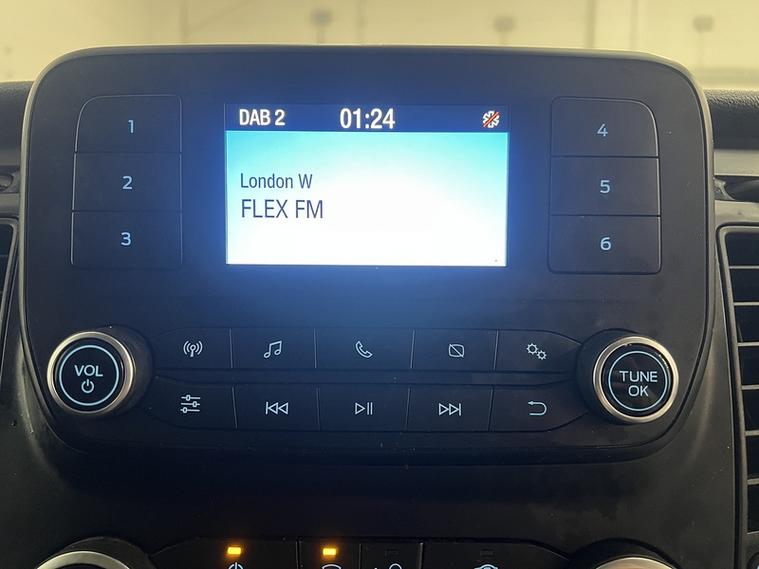 DAB 2 01:24
London W
FLEX FM
1
2
3
4
5
6
VOL
TUNE
OK